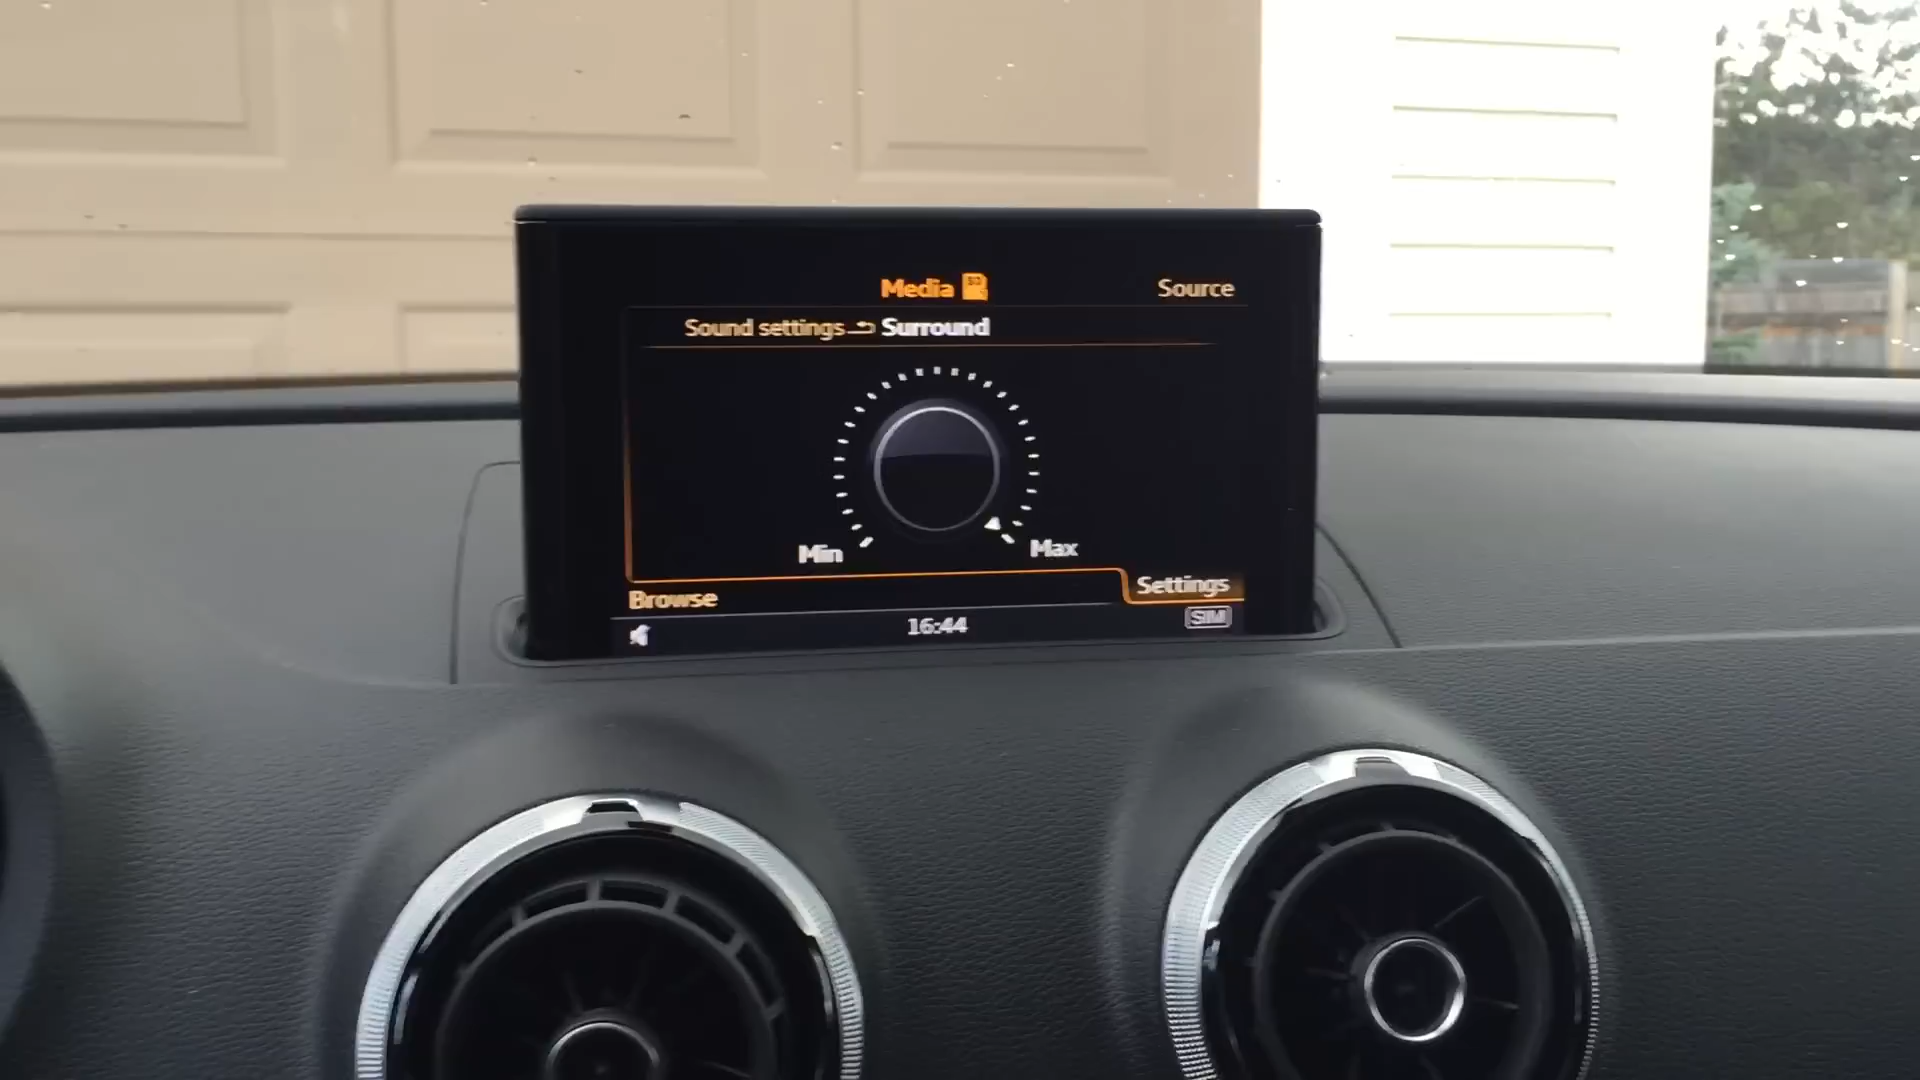 Media Source
Sound settings Surround
Min Max
Browse Settings
16:44 SIM